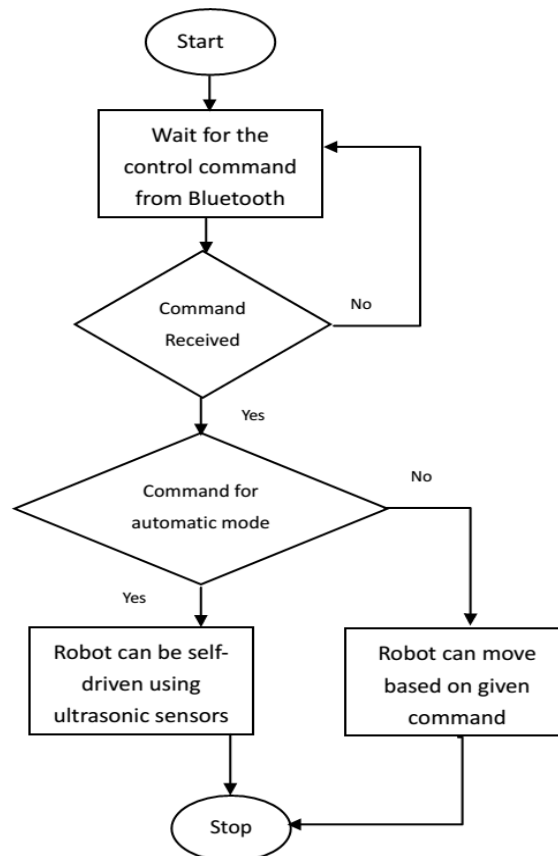 Start
Wait for the
control command
from Bluetooth
Command
Received
No
Yes
Command for
automatic mode
No
Yes
Robot can be self-
driven using
ultrasonic sensors
Robot can move
based on given
command
Stop